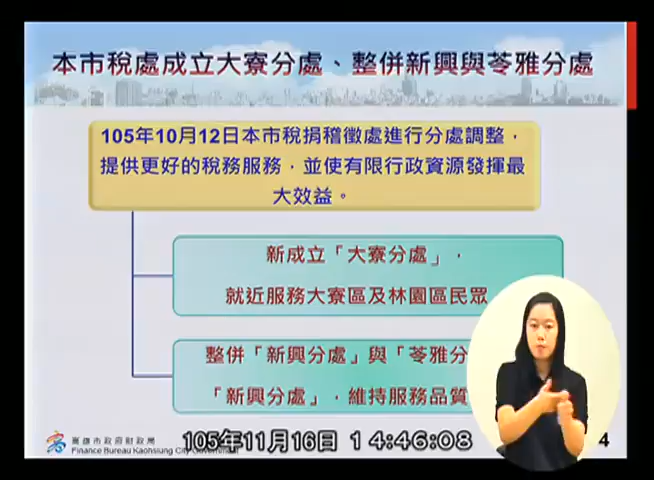 本市稅處成立大寮分處、整併新興與苓雅分處
105年10月12日本市稅捐稽徵處進行分處調整，
提供更好的稅務服務，並使有限行政資源發揮最
大效益。
新成立「大寮分處」，
就近服務大寮區及林園區民眾
整併「新興分處」與「苓雅分
「新興分處」，維持服務品質
高雄市政府財政局
Finance Bureau Kaohsiung City Government
105年11月16日 14:46:08
4